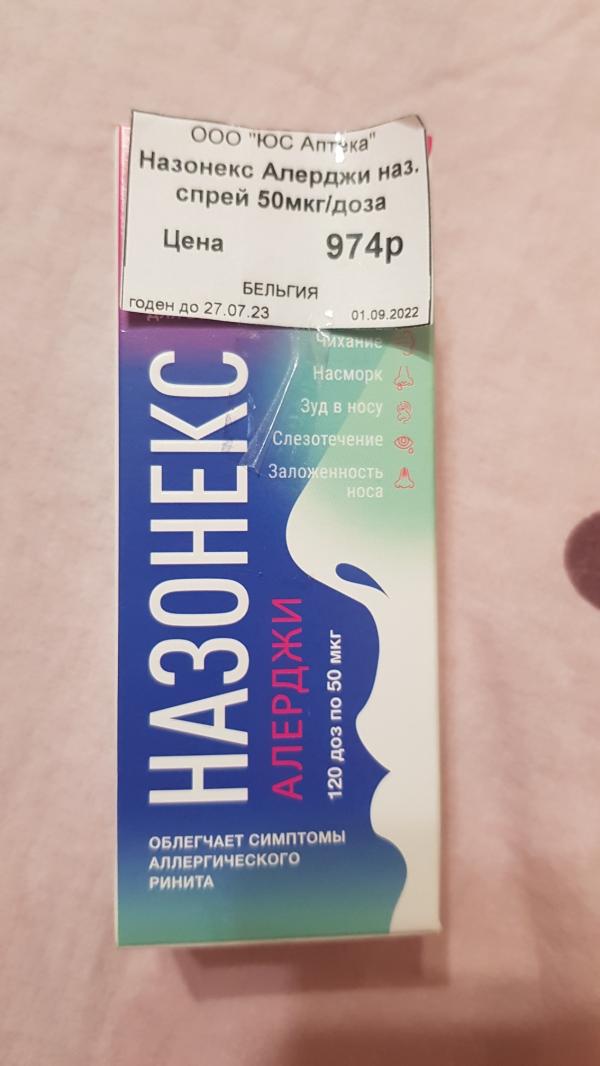 ООО "ЮС Аптека"
Назонекс Алерджи наз.
спрей 50мкг/доза
Цена 974р
БЕЛЬГИЯ
годен до 27.07.23 01.09.2022
Чихание
Насморк
Зуд в носу
Слезотечение
Заложенность
носа
НАЗОНЕКС
АЛЕРДЖИ
120 доз по 50 мкг
ОБЛЕГЧАЕТ СИМПТОМЫ
АЛЛЕРГИЧЕСКОГО
РИНИТА